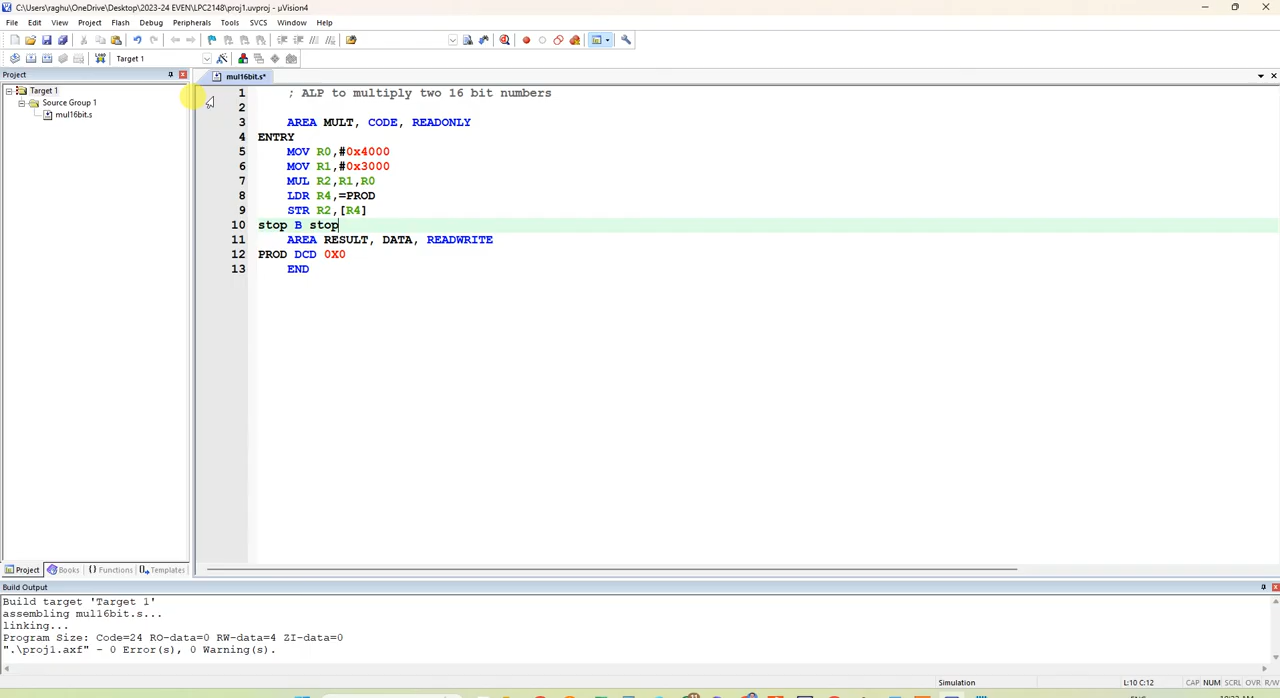 C:\Users\raghu\OneDrive\Desktop\2023-24 EVEN\LPC2148\proj1.uvproj - µVision4
File Edit View Project Flash Debug Peripherals Tools SVCS Window Help
Target 1
Project
mul16bit.s*
Target 1
Source Group 1
mul16bit.s
1 ; ALP to multiply two 16 bit numbers
2
3 AREA MULT, CODE, READONLY
4 ENTRY
5 MOV R0,#0x4000
6 MOV R1,#0x3000
7 MUL R2,R1,R0
8 LDR R4,=PROD
9 STR R2,[R4]
10 stop B stop
11 AREA RESULT, DATA, READWRITE
12 PROD DCD 0X0
13 END
Project Books {} Functions Templates
Build Output
Build target 'Target 1'
assembling mul16bit.s...
linking...
Program Size: Code=24 RO-data=0 RW-data=4 ZI-data=0
".\proj1.axf" - 0 Error(s), 0 Warning(s).
Simulation L:10 C:12 CAP NUM SCRL OVR R/W